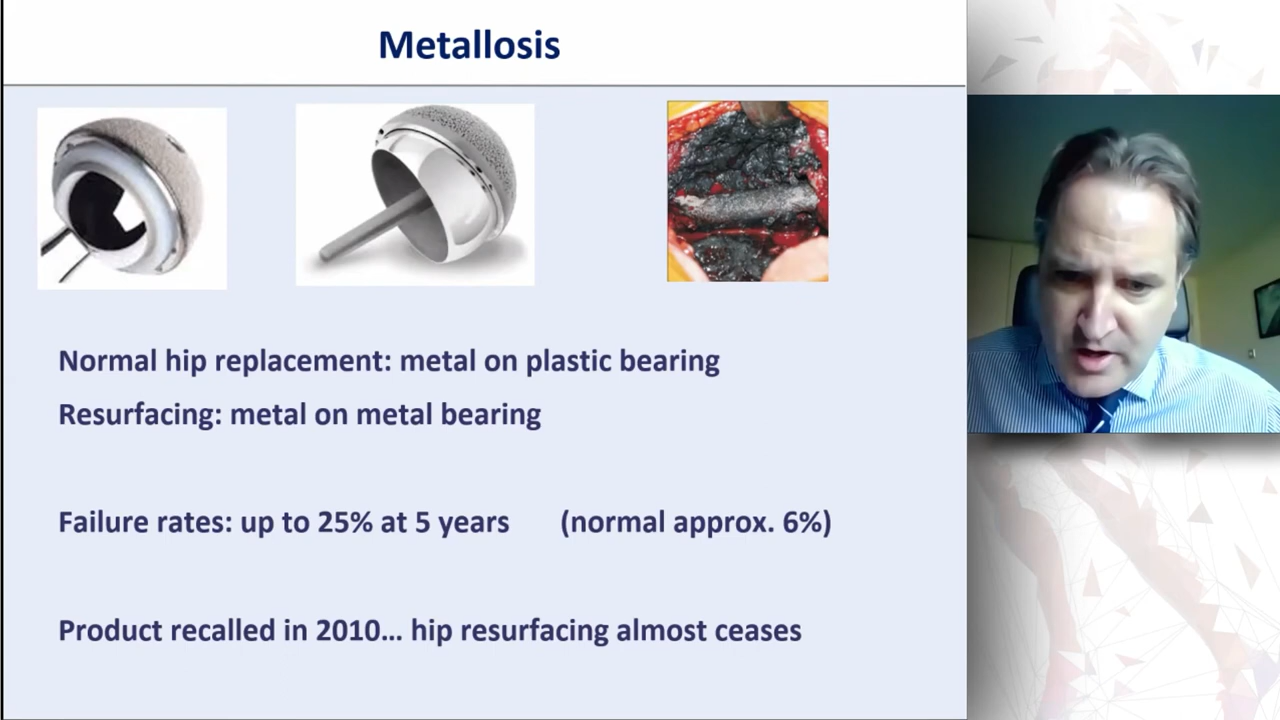 Metallosis
Normal hip replacement: metal on plastic bearing
Resurfacing: metal on metal bearing
Failure rates: up to 25% at 5 years (normal approx. 6%)
Product recalled in 2010... hip resurfacing almost ceases